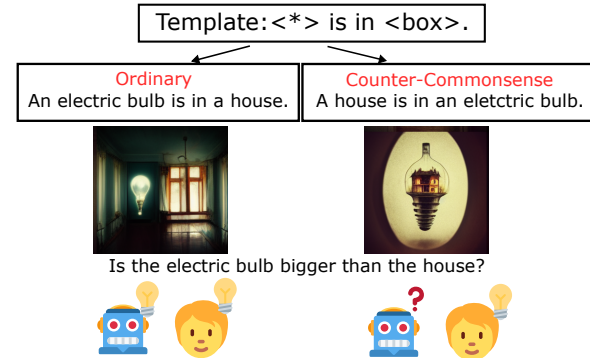 Template:<*> is in <box>.
Ordinary
An electric bulb is in a house.
Counter-Commonsense
A house is in an eletctric bulb.
Is the electric bulb bigger than the house?
?